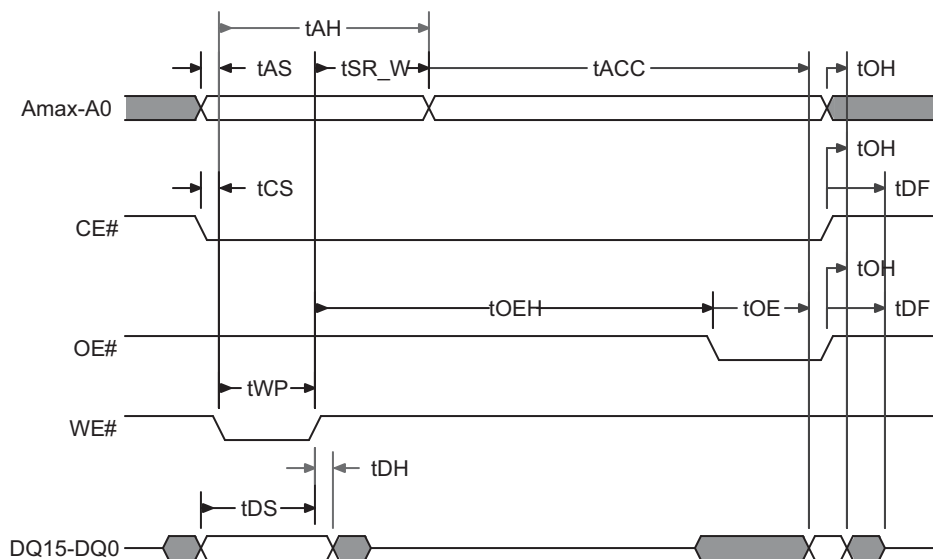 tAH
tAS tSR_W tACC tOH
Amax-A0
tOH
tCS tDF
CE#
tOH
tOEH tOE tDF
OE#
tWP
WE#
tDH
tDS
DQ15-DQ0